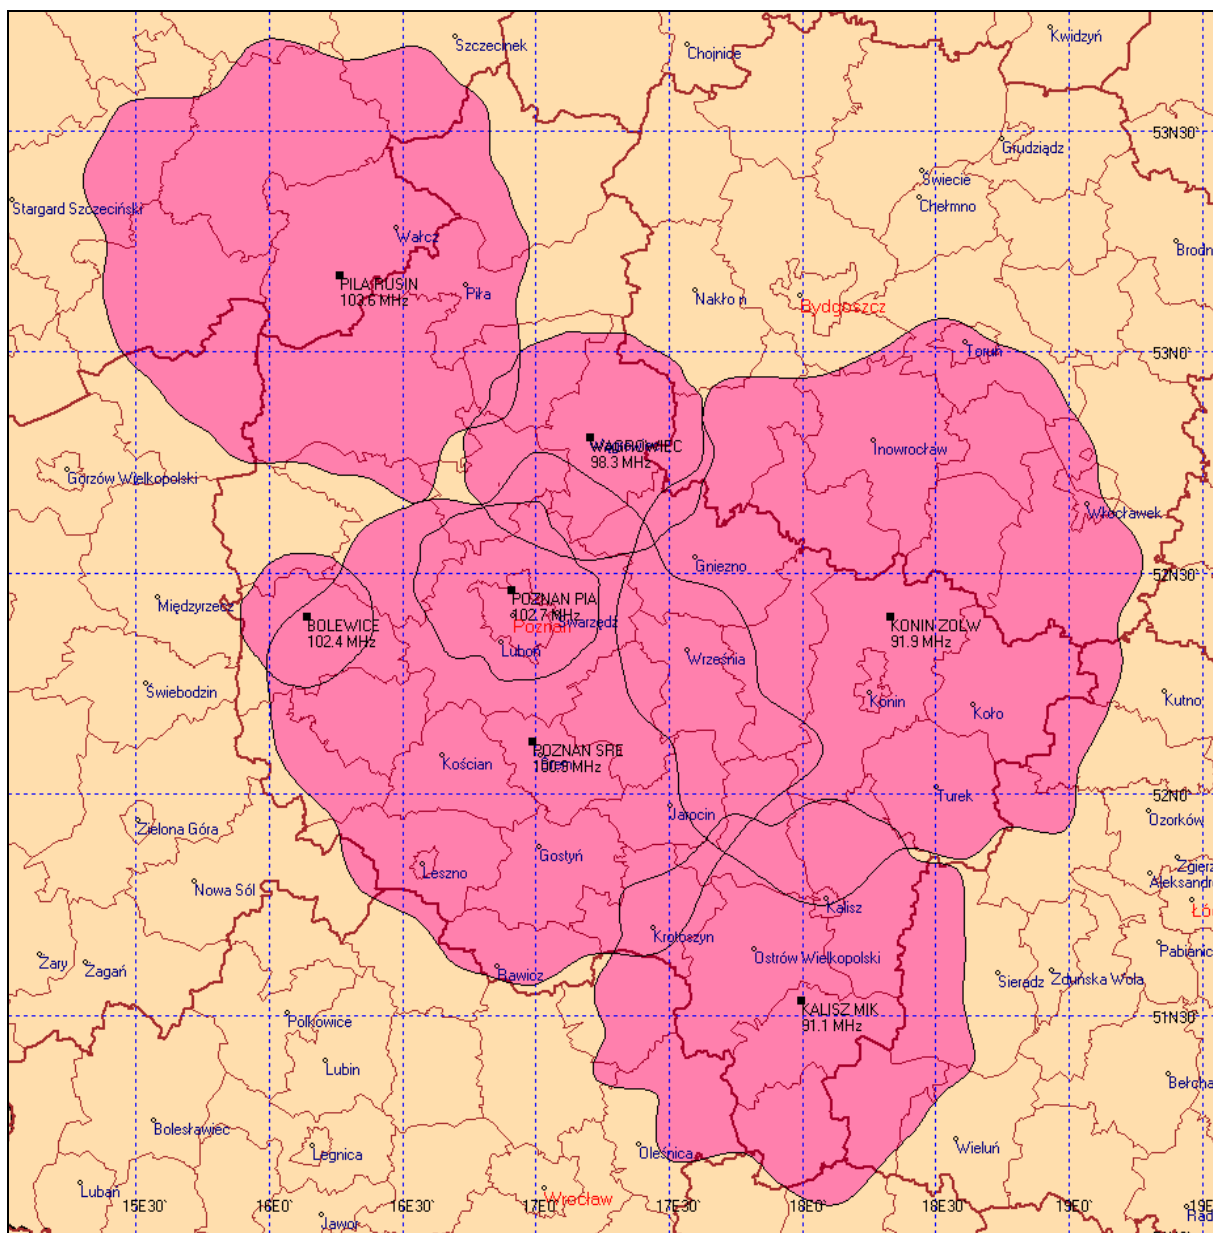 Szczecinek
Kwidzyń
Chojnice
53N30'
Grudziądz
Świecie
Stargard Szczeciński
Chełmno
Wałcz
Brodn
PILA RUSIN
103.6 MHz
Piła
Nakło n
Bydgoszcz
53N0'
Toruń
WAGROWIEC
98.3 MHz
Inowrocław
Gorzów Wielkopolski
Włocławek
52N30'
Gniezno
Międzyrzecz
POZNAN PIA
102.7 MHz
Swarzędz
Poznań
BOLEWICE
102.4 MHz
KONIN ZOLW
91.9 MHz
Luboń
Września
Świebodzin
Konin
Kutno
Koło
POZNAN SRE
Kościan
52N0'
Turek
Jarocin
Ozorków
Zielona Góra
Gostyń
Leszno
Zgierz
Nowa Sól
Aleksandr
Kalisz
Krotoszyn
Pabianic
Żary
Żagań
Ostrów Wielkopolski
Rawicz
Sieradz
Zduńska Wola
KALISZ MIK
91.1 MHz
51N30'
Polkowice
Lubin
Bełcha
Bolesławiec
Legnica
Oleśnica
Wieluń
Lubań
Wrocław
15E30'
16E0'
16E30'
17E0'
17E30'
18E0'
18E30'
19E0'
Jawor